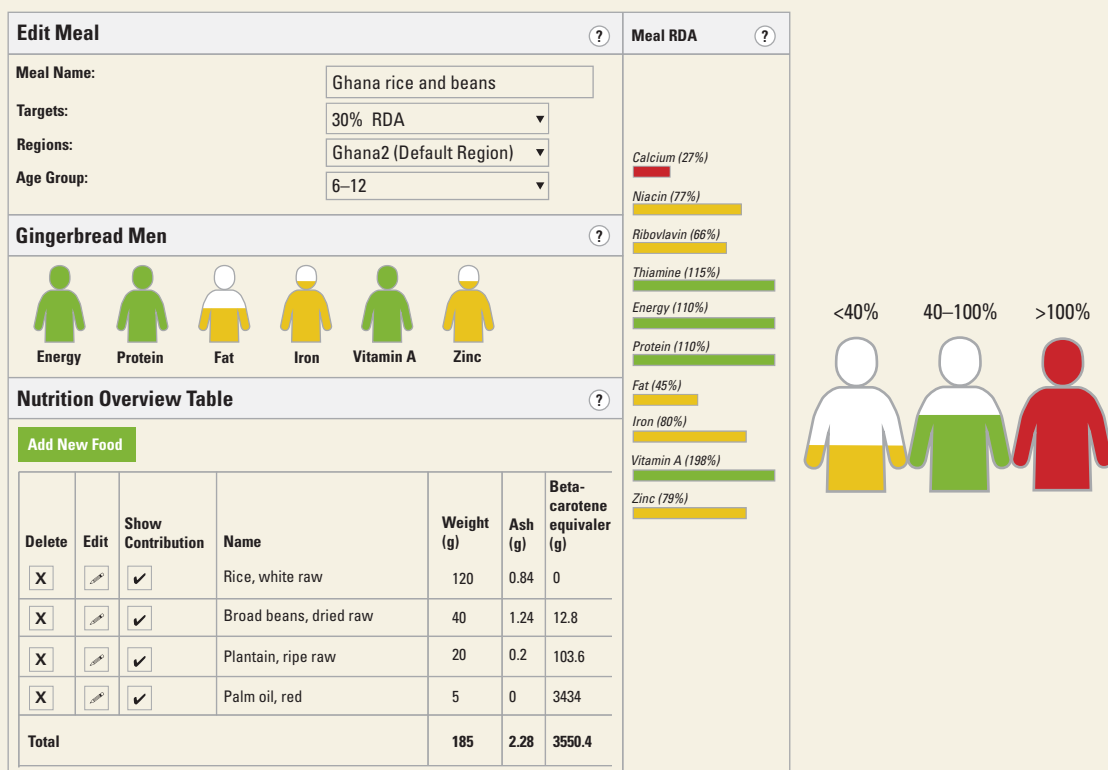 Edit Meal ?
Meal Name: Ghana rice and beans
Targets: 30% RDA
Regions: Ghana2 (Default Region)
Age Group: 6–12
Gingerbread Men ?
Energy Protein Fat Iron Vitamin A Zinc
Nutrition Overview Table ?
Add New Food
Delete Edit Show Contribution Name Weight (g) Ash (g) Beta-carotene equivaler (g)
X ✔ Rice, white raw 120 0.84 0
X ✔ Broad beans, dried raw 40 1.24 12.8
X ✔ Plantain, ripe raw 20 0.2 103.6
X ✔ Palm oil, red 5 0 3434
Total 185 2.28 3550.4
Meal RDA ?
Calcium (27%)
Niacin (77%)
Ribovlavin (66%)
Thiamine (115%)
Energy (110%)
Protein (110%)
Fat (45%)
Iron (80%)
Vitamin A (198%)
Zinc (79%)
<40% 40–100% >100%